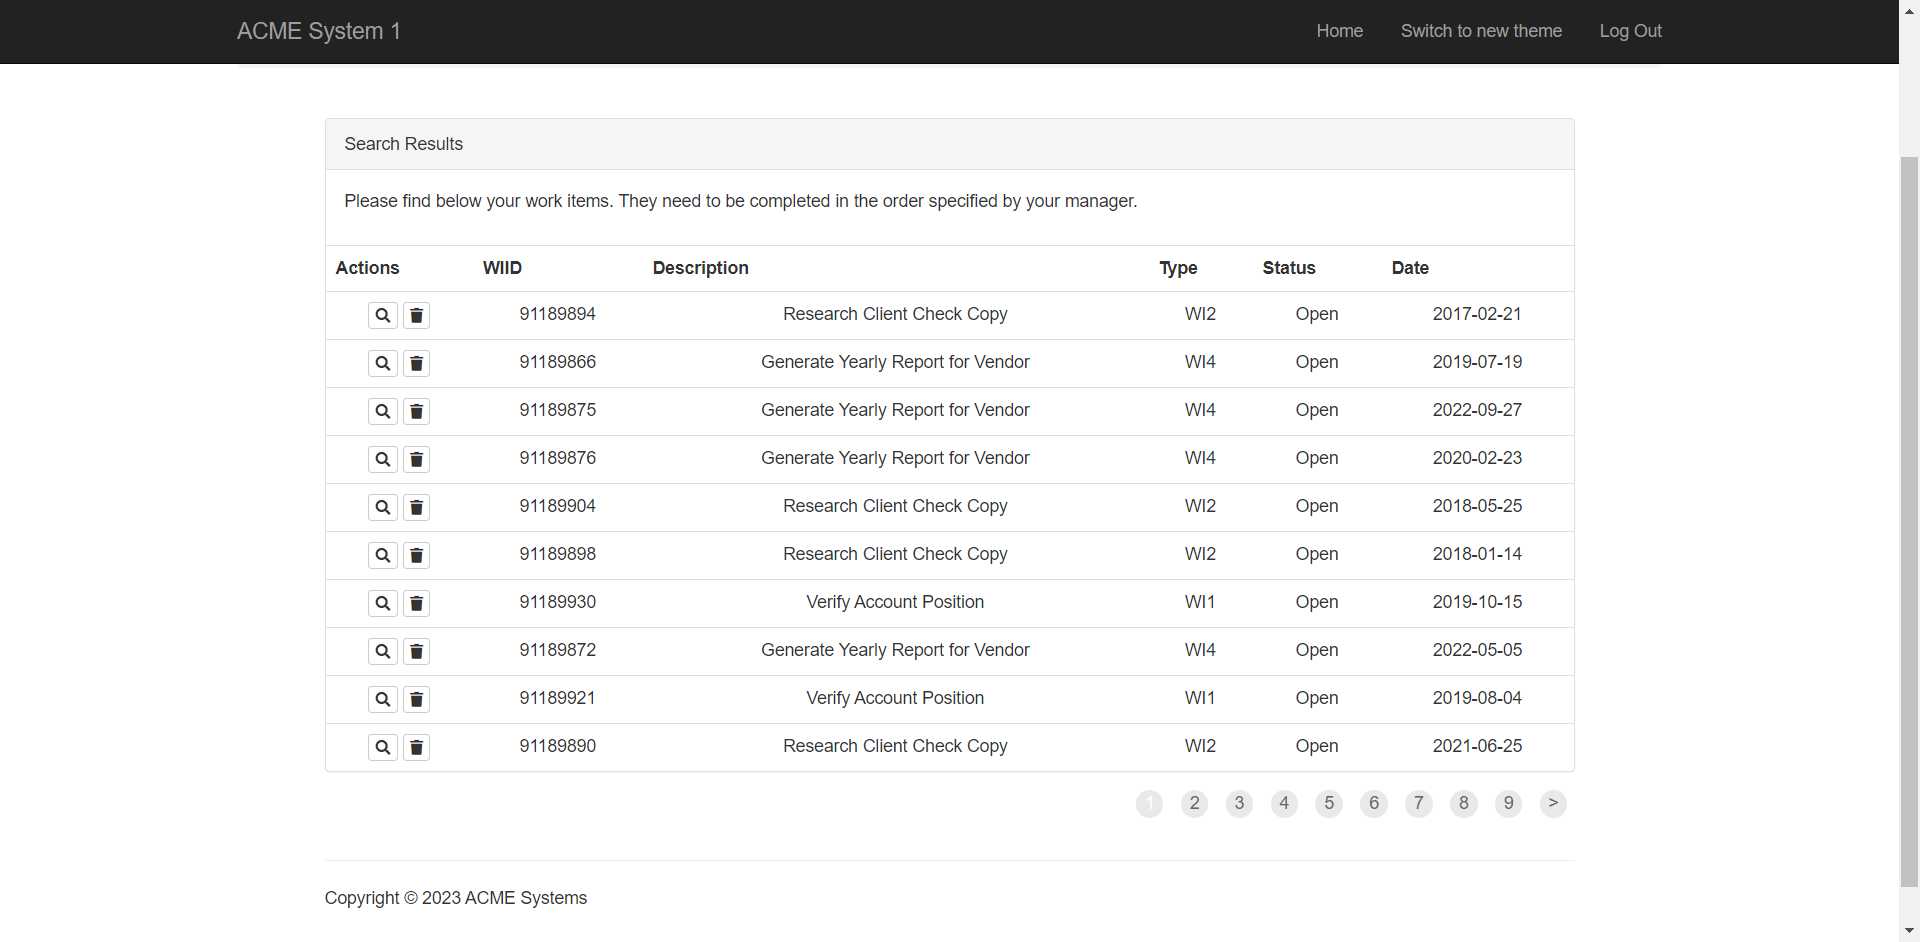 ACME System 1 Home Switch to new theme Log Out
Search Results
Please find below your work items. They need to be completed in the order specified by your manager.
Actions WIID Description Type Status Date
91189894 Research Client Check Copy WI2 Open 2017-02-21
91189866 Generate Yearly Report for Vendor WI4 Open 2019-07-19
91189875 Generate Yearly Report for Vendor WI4 Open 2022-09-27
91189876 Generate Yearly Report for Vendor WI4 Open 2020-02-23
91189904 Research Client Check Copy WI2 Open 2018-05-25
91189898 Research Client Check Copy WI2 Open 2018-01-14
91189930 Verify Account Position WI1 Open 2019-10-15
91189872 Generate Yearly Report for Vendor WI4 Open 2022-05-05
91189921 Verify Account Position WI1 Open 2019-08-04
91189890 Research Client Check Copy WI2 Open 2021-06-25
1 2 3 4 5 6 7 8 9 >
Copyright © 2023 ACME Systems